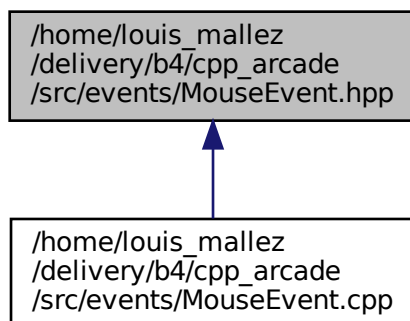 /home/louis_mallez
/delivery/b4/cpp_arcade
/src/events/MouseEvent.hpp
/home/louis_mallez
/delivery/b4/cpp_arcade
/src/events/MouseEvent.cpp